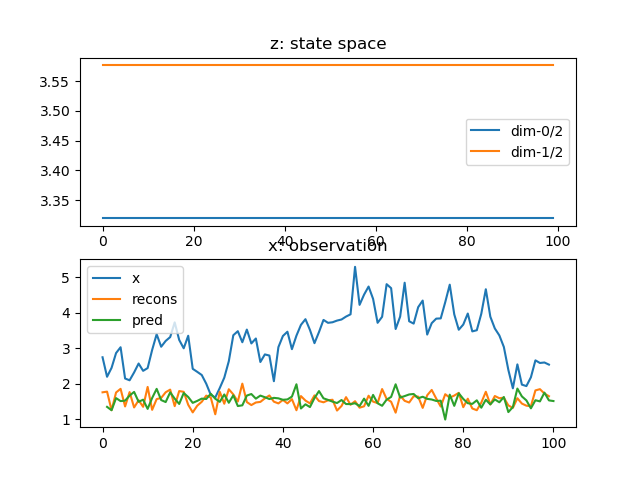 z: state space
3.55
3.50
3.45
3.40
3.35
dim-0/2
dim-1/2
0 20 40 60 80 100
x: observation
5
4
3
2
1
x
recons
pred
0 20 40 60 80 100